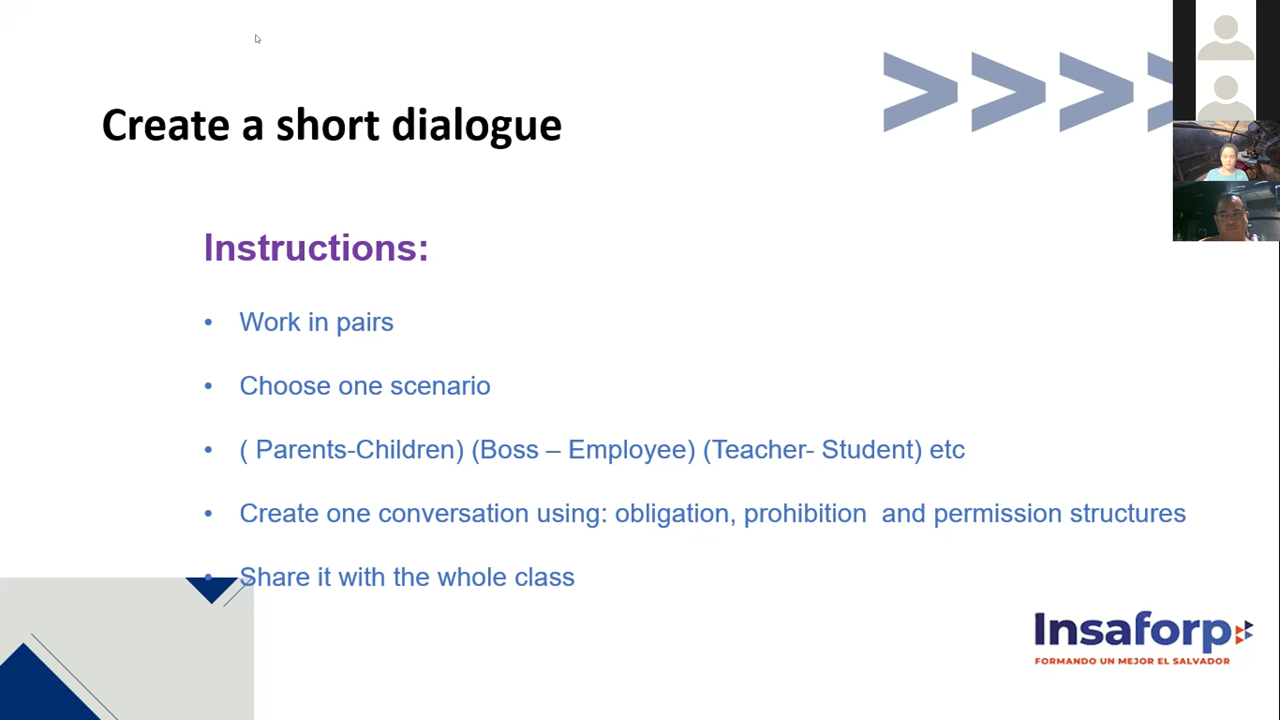 Create a short dialogue
Instructions:
• Work in pairs
• Choose one scenario
• ( Parents-Children) (Boss – Employee) (Teacher- Student) etc
• Create one conversation using: obligation, prohibition  and permission structures
• Share it with the whole class
Insaforp
FORMANDO UN MEJOR EL SALVADOR